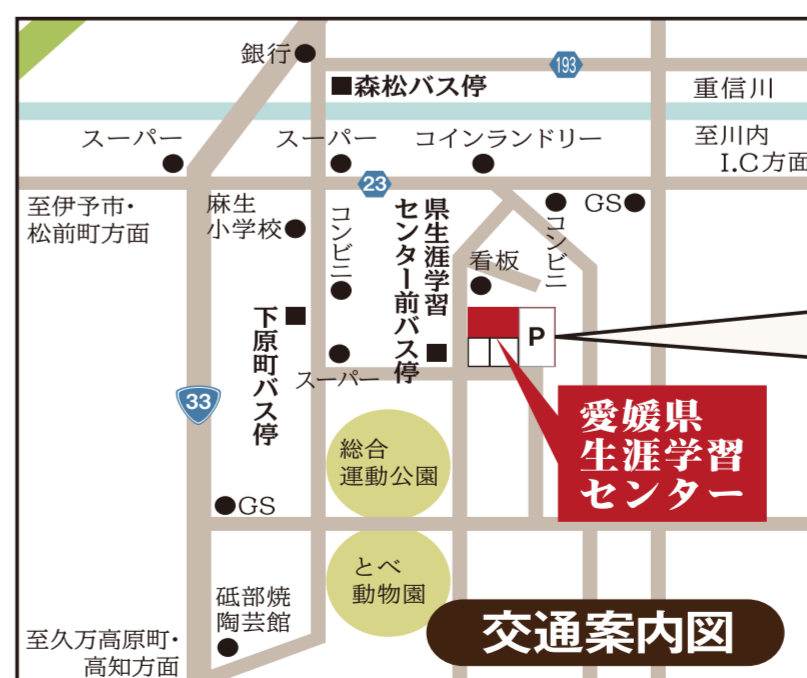 銀行
193
森松バス停
重信川
スーパー
スーパー
コインランドリー
至川内
I.C方面
23
至伊予市・
松前町方面
麻生
小学校
コンビニ
県生涯学習
センター前バス停
コンビニ
GS
看板
下原町バス停
P
スーパー
33
愛媛県
生涯学習
センター
総合
運動公園
GS
とべ
動物園
砥部焼
陶芸館
交通案内図
至久万高原町・
高知方面